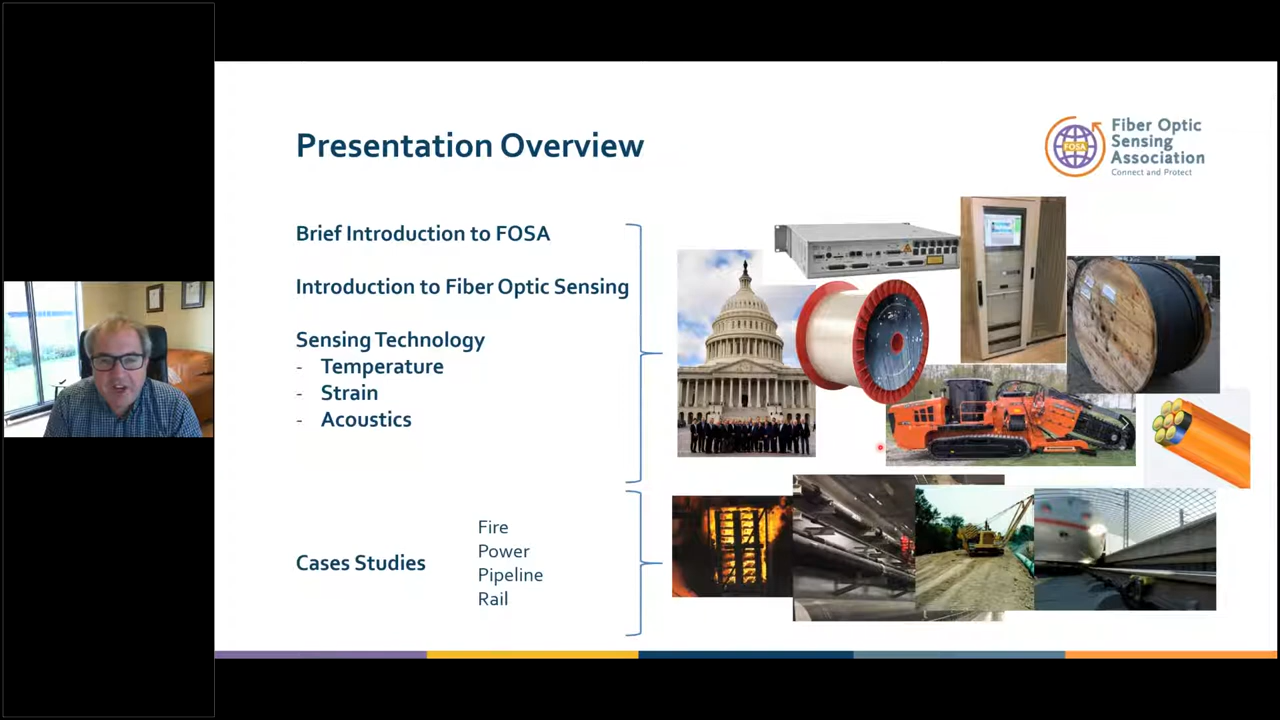 Presentation Overview
Fiber Optic
Sensing
Association
Connect and Protect
FOSA
Brief Introduction to FOSA
Introduction to Fiber Optic Sensing
Sensing Technology
- Temperature
- Strain
- Acoustics
Cases Studies
Fire
Power
Pipeline
Rail